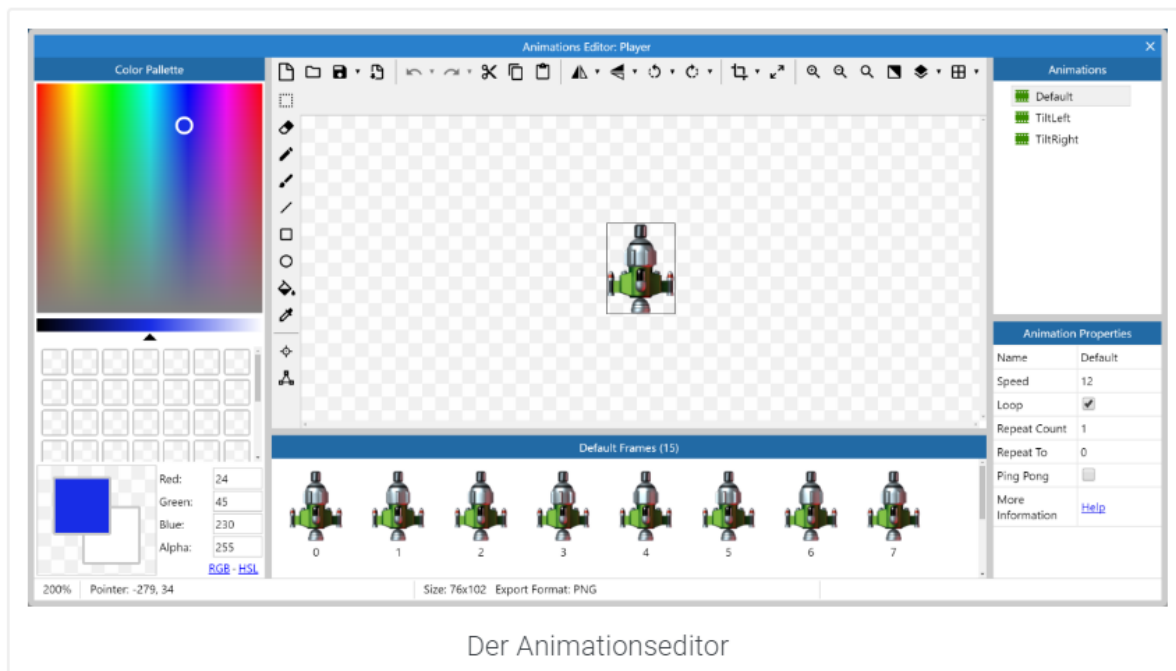 Animations Editor: Player
Color Pallette
Animations
Default
TiltLeft
TiltRight
Animation Properties
Name Default
Speed 12
Loop
Repeat Count 1
Repeat To 0
Ping Pong
More Information Help
Default Frames (15)
0 1 2 3 4 5 6 7
Red: 24
Green: 45
Blue: 230
Alpha: 255
RGB - HSL
200% Pointer: -279, 34 Size: 76x102 Export Format: PNG
Der Animationseditor